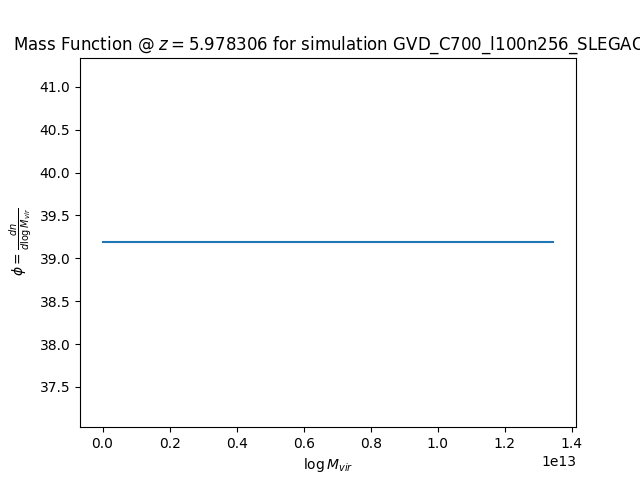 Mass Function @ z = 5.978306 for simulation GVD_C700_l100n256_SLEGAC
41.0
40.5
40.0
39.5
39.0
38.5
38.0
37.5
ϕ = dn / d log M_vir
0.0 0.2 0.4 0.6 0.8 1.0 1.2 1.4
1e13
log M_vir